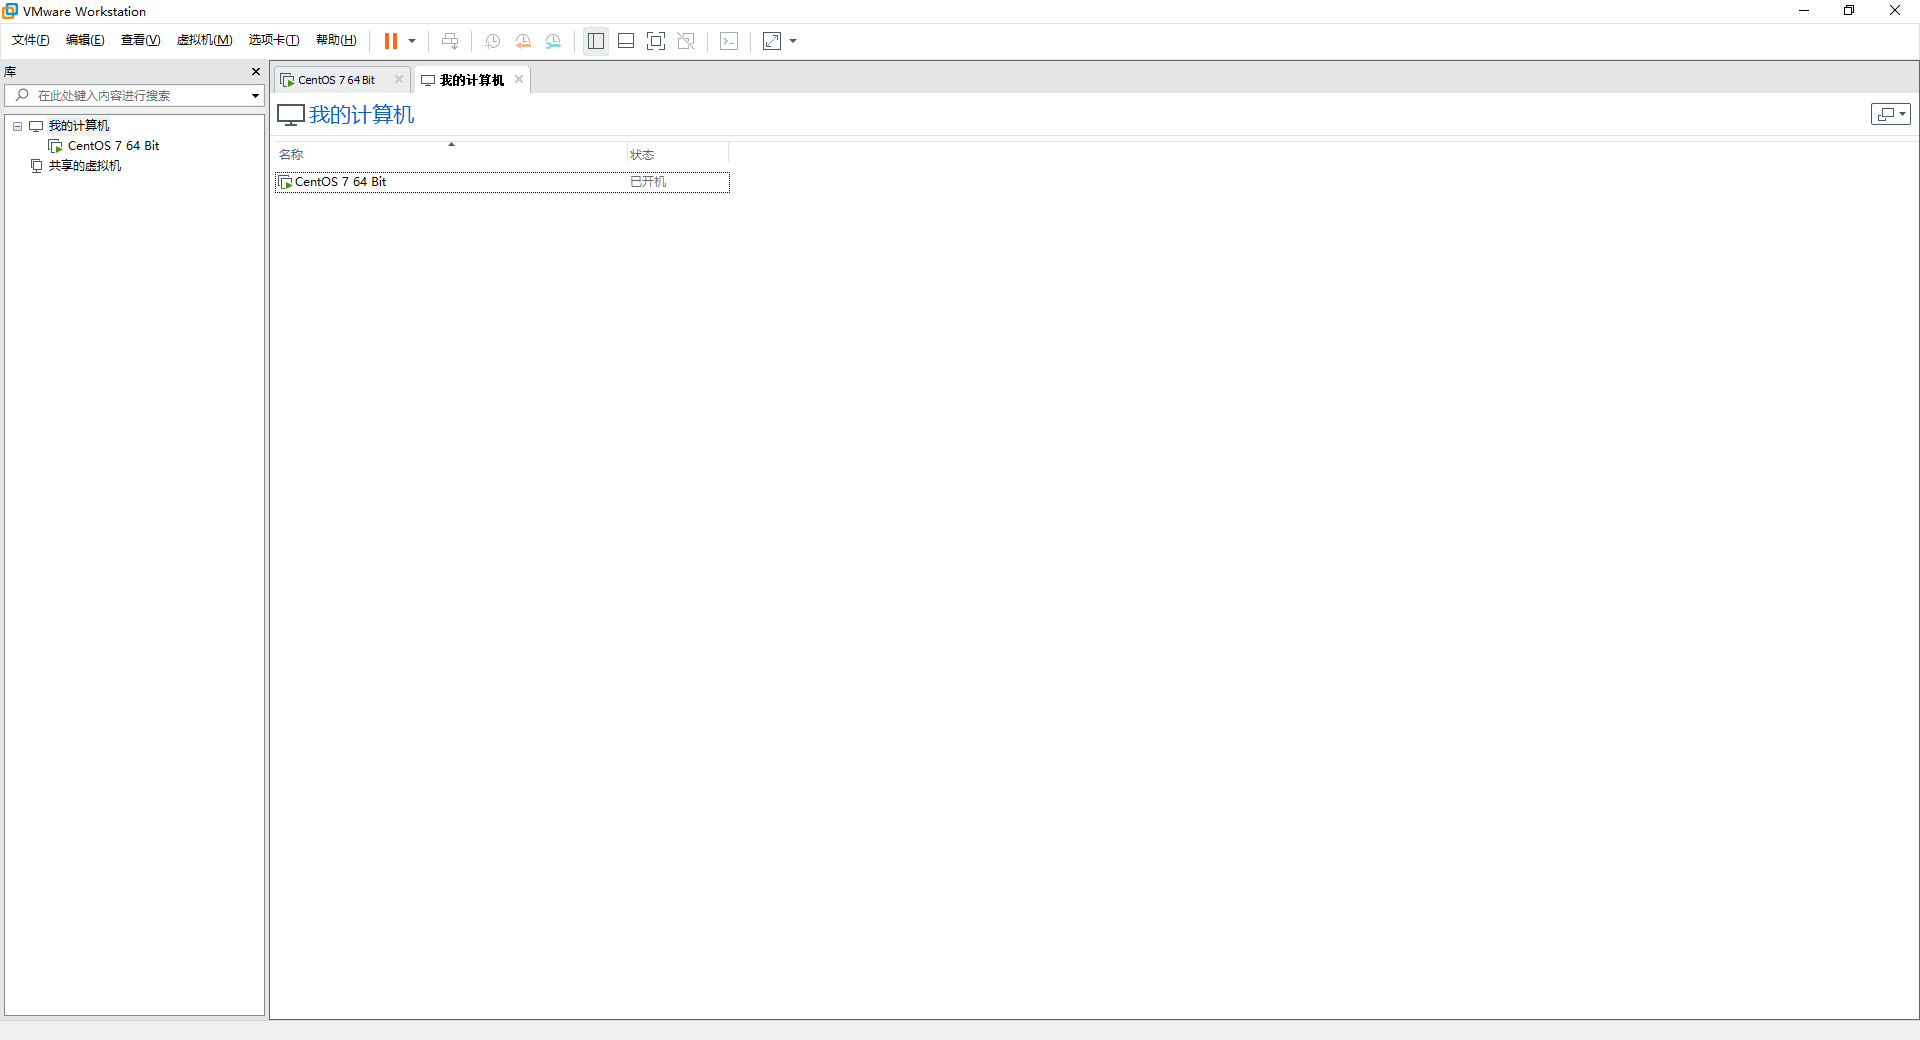 VMware Workstation
文件(F) 编辑(E) 查看(V) 虚拟机(M) 选项卡(T) 帮助(H)
库
在此处键入内容进行搜索
我的计算机
CentOS 7 64 Bit
共享的虚拟机
CentOS 7 64 Bit 我的计算机
我的计算机
名称 状态
CentOS 7 64 Bit 已开机